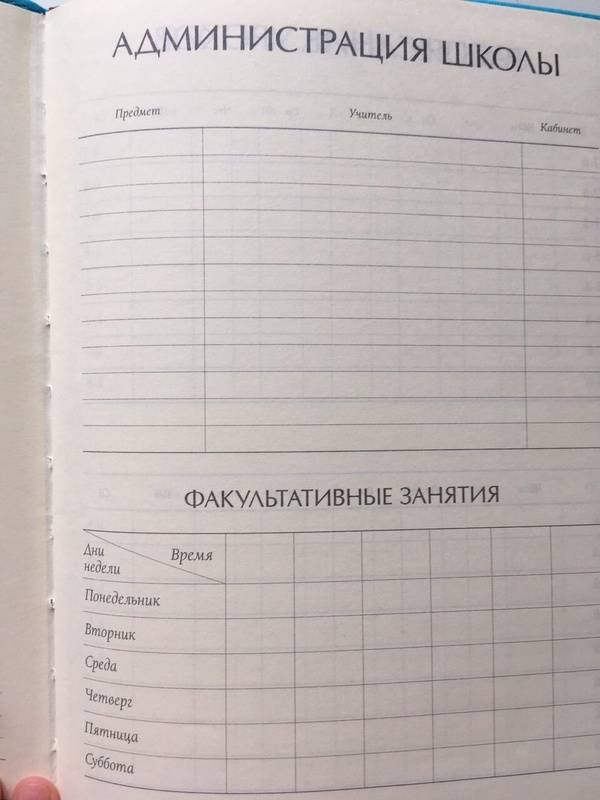 АДМИНИСТРАЦИЯ ШКОЛЫ
Предмет Учитель Кабинет
ФАКУЛЬТАТИВНЫЕ ЗАНЯТИЯ
Дни недели Время
Понедельник
Вторник
Среда
Четверг
Пятница
Суббота